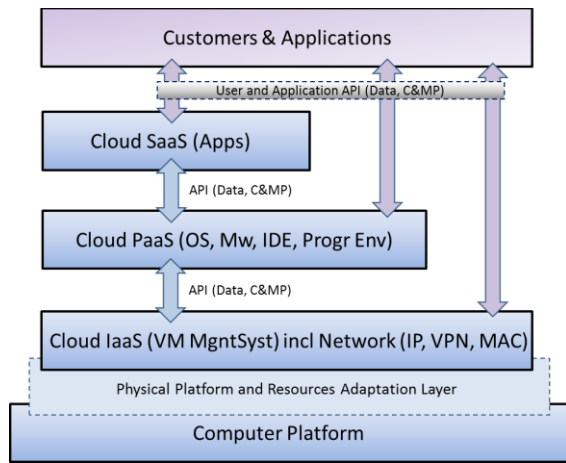 Customers & Applications
User and Application API (Data, C&MP)
Cloud SaaS (Apps)
API (Data, C&MP)
Cloud PaaS (OS, Mw, IDE, Progr Env)
API (Data, C&MP)
Cloud IaaS (VM MgntSyst) incl Network (IP, VPN, MAC)
Physical Platform and Resources Adaptation Layer
Computer Platform